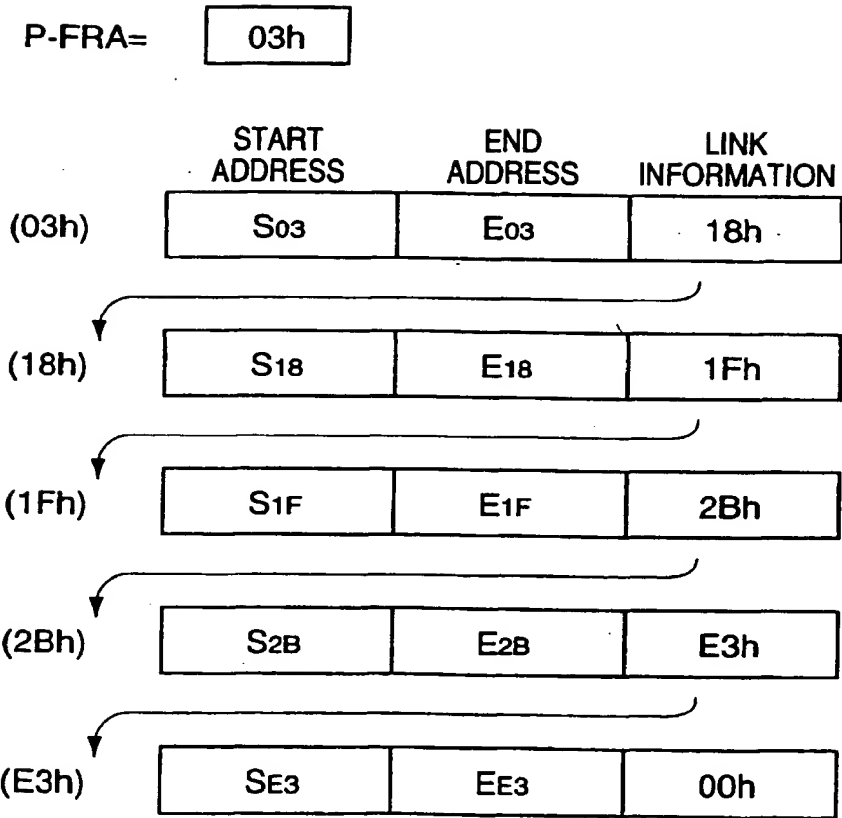 P-FRA= 03h
START ADDRESS END ADDRESS LINK INFORMATION
(03h) S03 E03 18h
(18h) S18 E18 1Fh
(1Fh) S1F E1F 2Bh
(2Bh) S2B E2B E3h
(E3h) SE3 EE3 00h